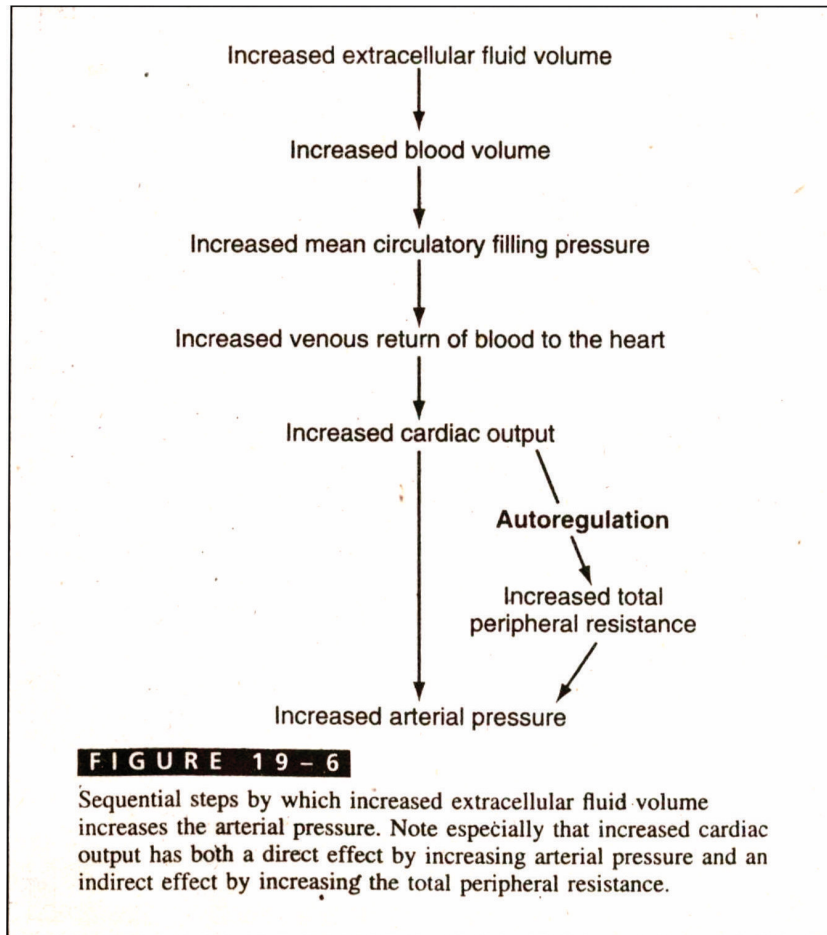 Increased extracellular fluid volume
Increased blood volume
Increased mean circulatory filling pressure
Increased venous return of blood to the heart
Increased cardiac output
Autoregulation
Increased total
peripheral resistance
Increased arterial pressure
FIGURE 19–6
Sequential steps by which increased extracellular fluid volume
increases the arterial pressure. Note especially that increased cardiac
output has both a direct effect by increasing arterial pressure and an
indirect effect by increasing the total peripheral resistance.